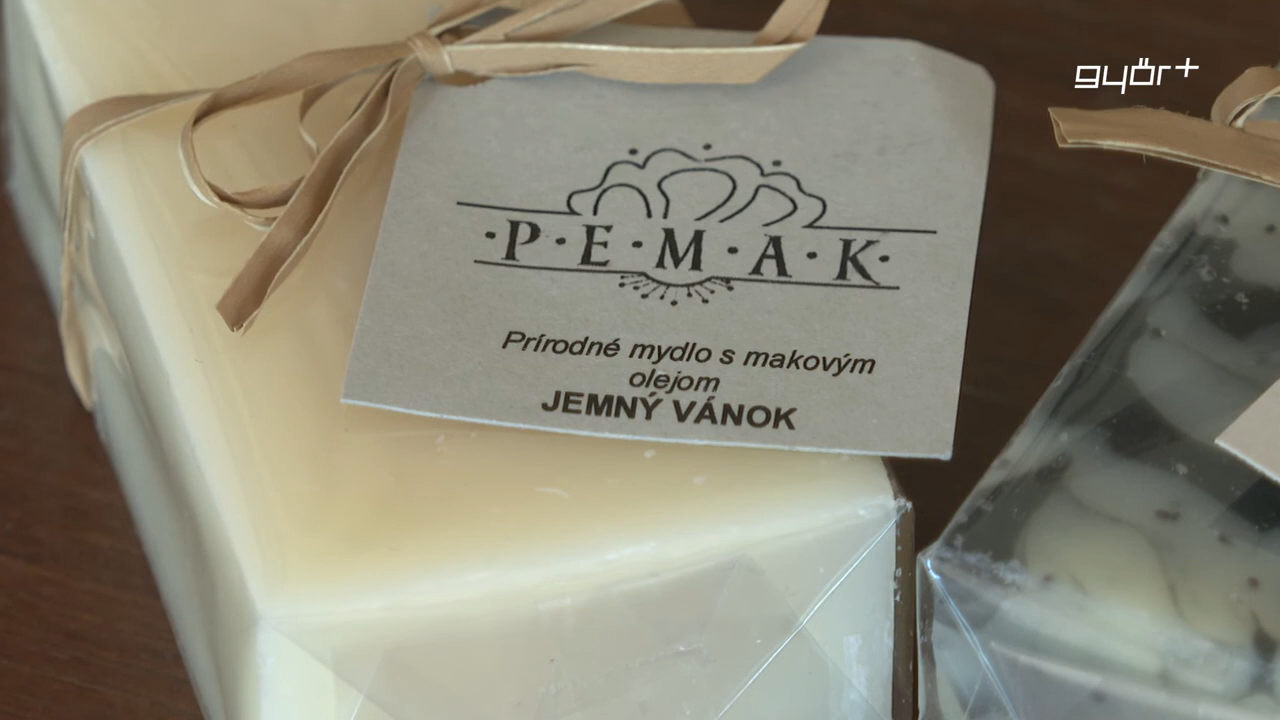 győr+
·P·E·M·A·K·
Prírodné mydlo s makovým
olejom
JEMNÝ VÁNOK